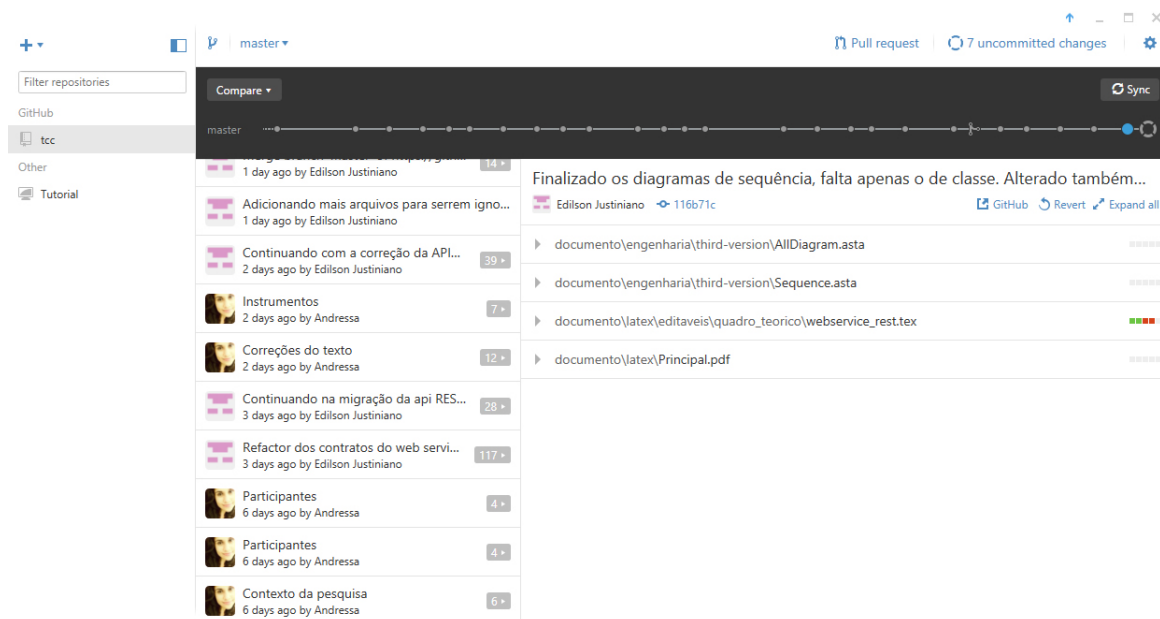 master
Pull request
7 uncommitted changes
Filter repositories
GitHub
tcc
Other
Tutorial
Compare
Sync
master
14
1 day ago by Edilson Justiniano
Adicionando mais arquivos para serrem igno...
1 day ago by Edilson Justiniano
Continuando com a correção da API...
2 days ago by Edilson Justiniano
39
Instrumentos
2 days ago by Andressa
7
Correções do texto
2 days ago by Andressa
12
Continuando na migração da api RES...
3 days ago by Edilson Justiniano
28
Refactor dos contratos do web servi...
3 days ago by Edilson Justiniano
117
Participantes
6 days ago by Andressa
4
Participantes
6 days ago by Andressa
4
Contexto da pesquisa
6 days ago by Andressa
6
Finalizado os diagramas de sequência, falta apenas o de classe. Alterado também...
Edilson Justiniano 116b71c
GitHub Revert Expand all
documento\engenharia\third-version\AllDiagram.asta
documento\engenharia\third-version\Sequence.asta
documento\latex\editaveis\quadro_teorico\webservice_rest.tex
documento\latex\Principal.pdf